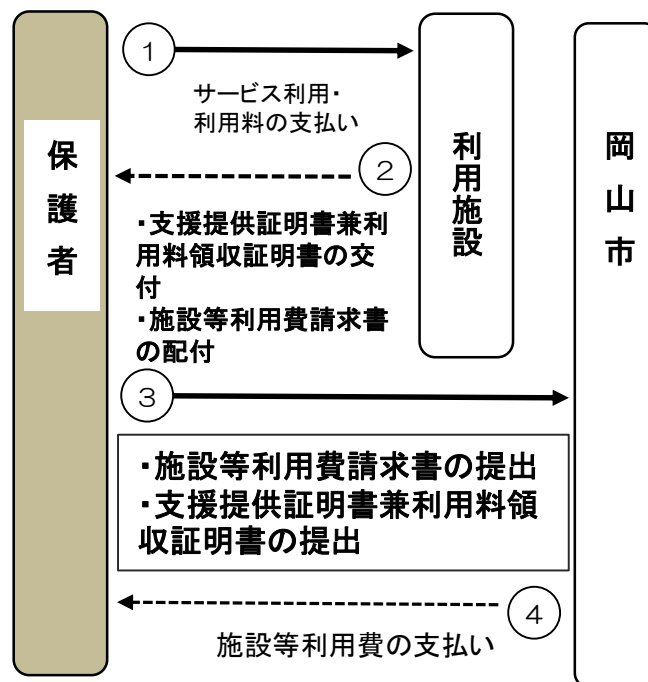 保護者
①
サービス利用・
利用料の支払い
②
・支援提供証明書兼利
用料領収証明書の交
付
・施設等利用費請求書
の配付
利用施設
岡山市
③
・施設等利用費請求書の提出
・支援提供証明書兼利用料領
収証明書の提出
④
施設等利用費の支払い